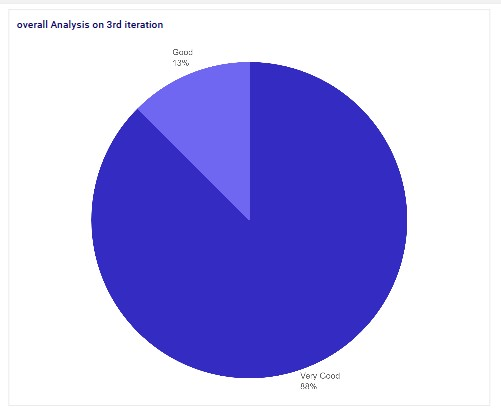 overall Analysis on 3rd iteration
Good
13%
Very Good
88%